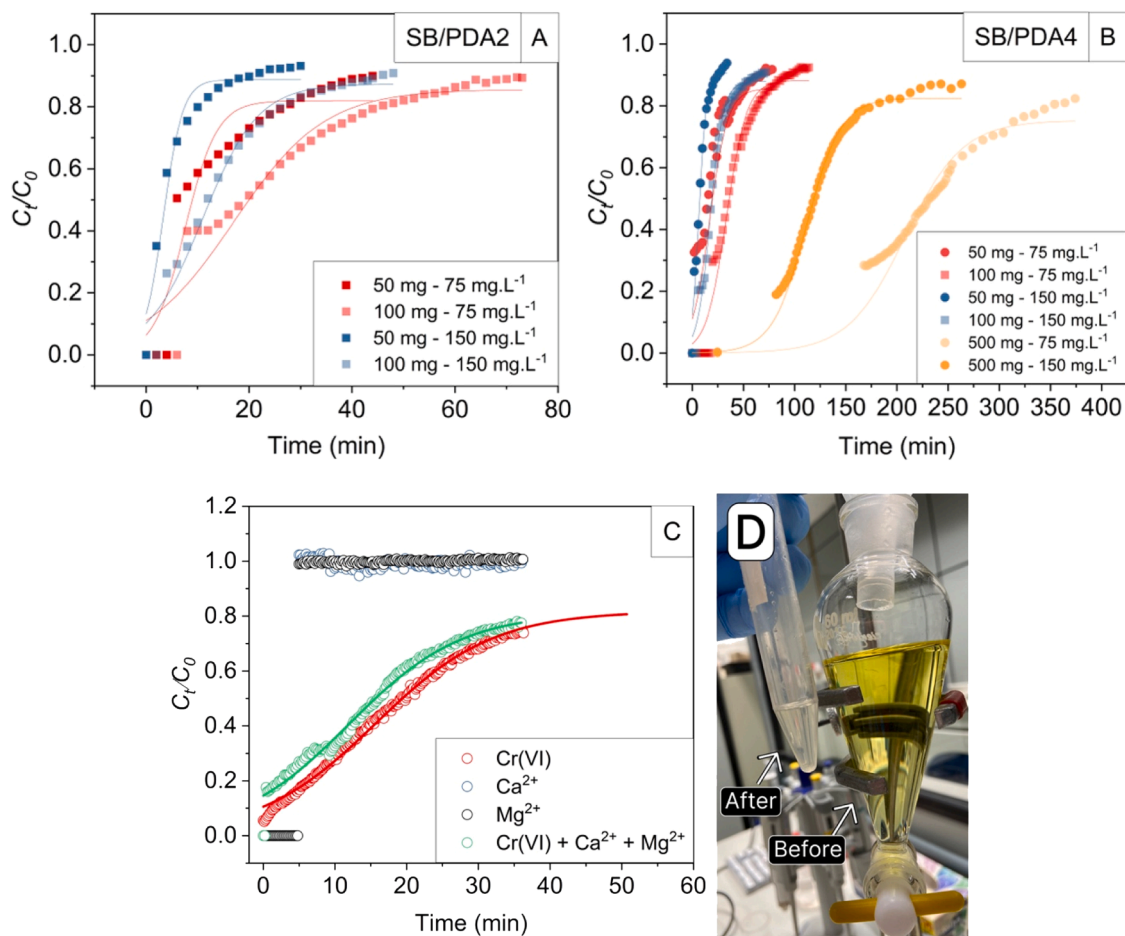 SB/PDA2 A
1.0
0.8
0.6
0.4
0.2
0.0
Cₜ/C₀
0 20 40 60 80
Time (min)
50 mg - 75 mg.L⁻¹
100 mg - 75 mg.L⁻¹
50 mg - 150 mg.L⁻¹
100 mg - 150 mg.L⁻¹
SB/PDA4 B
1.0
0.8
0.6
0.4
0.2
0.0
Cₜ/C₀
0 50 100 150 200 250 300 350 400
Time (min)
50 mg - 75 mg.L⁻¹
100 mg - 75 mg.L⁻¹
50 mg - 150 mg.L⁻¹
100 mg - 150 mg.L⁻¹
500 mg - 75 mg.L⁻¹
500 mg - 150 mg.L⁻¹
C
1.2
1.0
0.8
0.6
0.4
0.2
0.0
Cₜ/C₀
0 10 20 30 40 50 60
Time (min)
Cr(VI)
Ca²⁺
Mg²⁺
Cr(VI) + Ca²⁺ + Mg²⁺
D
After
Before